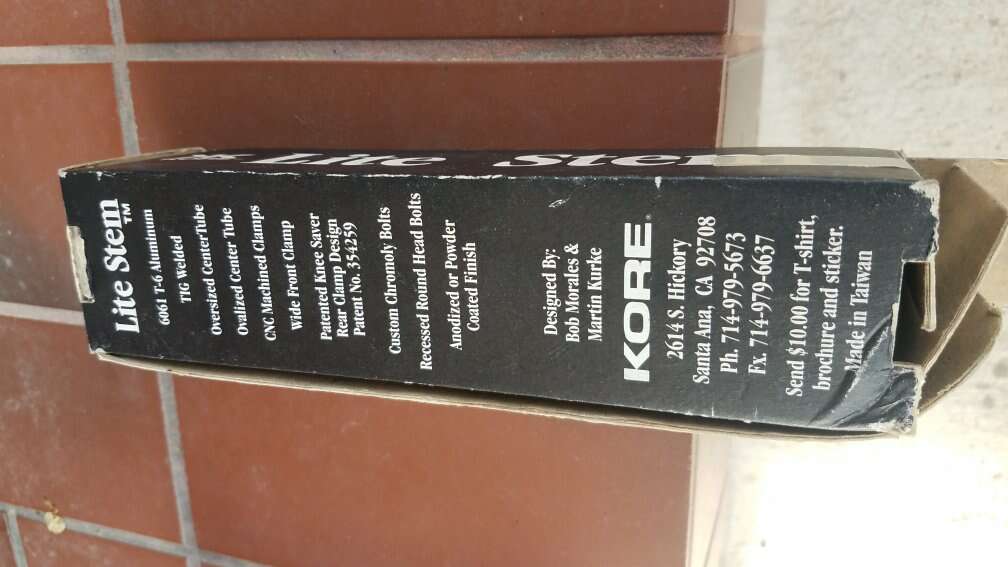 Lite Stem
Lite Stem™
6061 T-6 Aluminum
TIG Welded
Oversized CenterTube
Ovalized Center Tube
CNC Machined Clamps
Wide Front Clamp
Patented Knee Saver
Rear Clamp Design
Patent No. 354259
Custom Chromoly Bolts
Recessed Round Head Bolts
Anodized or Powder
Coated Finish
Designed By:
Bob Morales &
Martin Kurke
KORE®
2614 S. Hickory
Santa Ana, CA 92708
Ph. 714-979-5673
Fx. 714-979-6637
Send $10.00 for T-shirt,
brochure and sticker.
Made in Taiwan